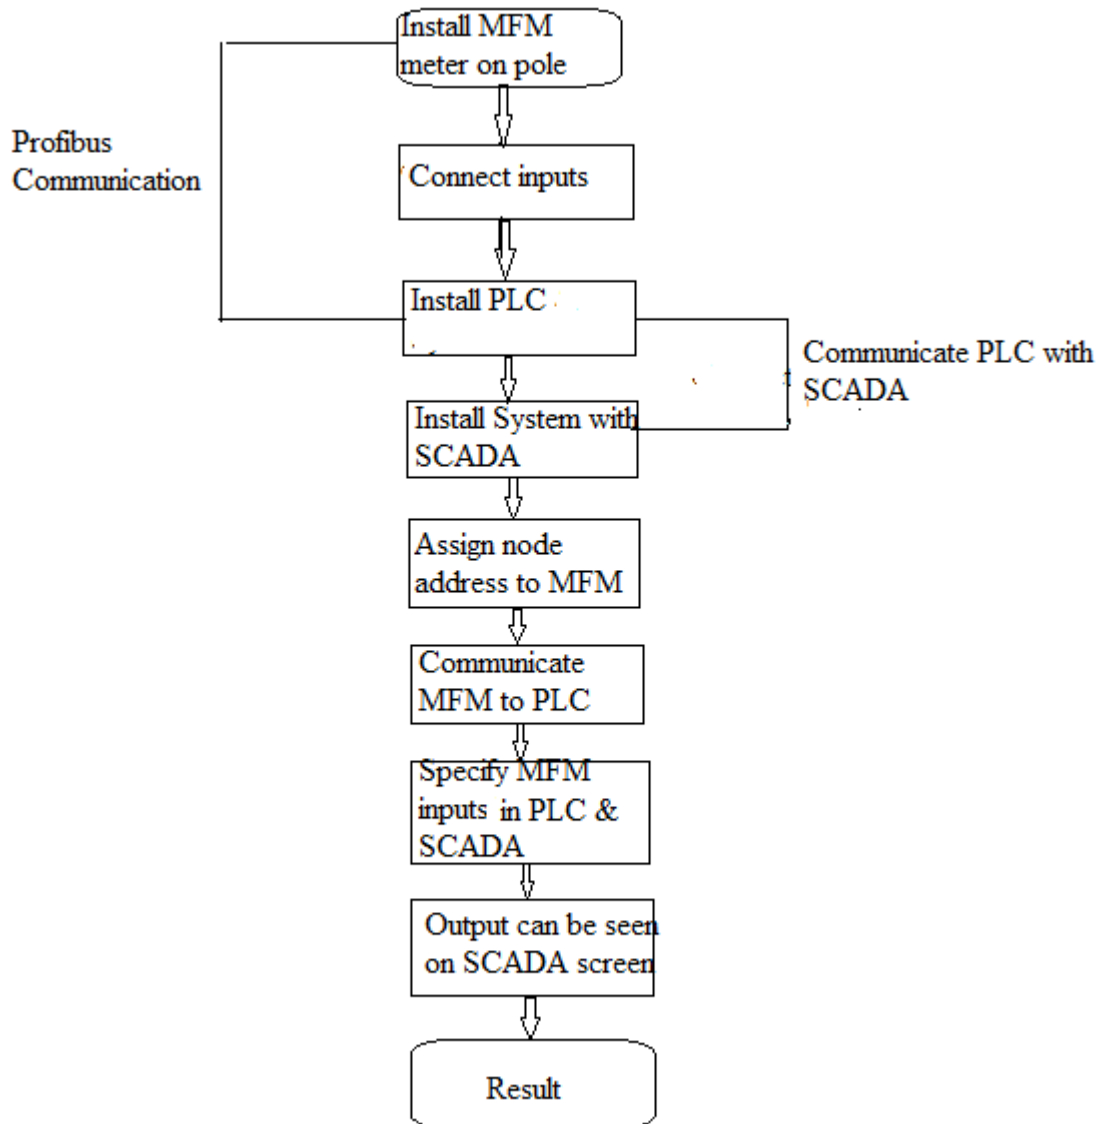 Install MFM
meter on pole
Profibus
Communication
Connect inputs
Install PLC
Communicate PLC with
SCADA
Install System with
SCADA
Assign node
address to MFM
Communicate
MFM to PLC
Specify MFM
inputs in PLC &
SCADA
Output can be seen
on SCADA screen
Result